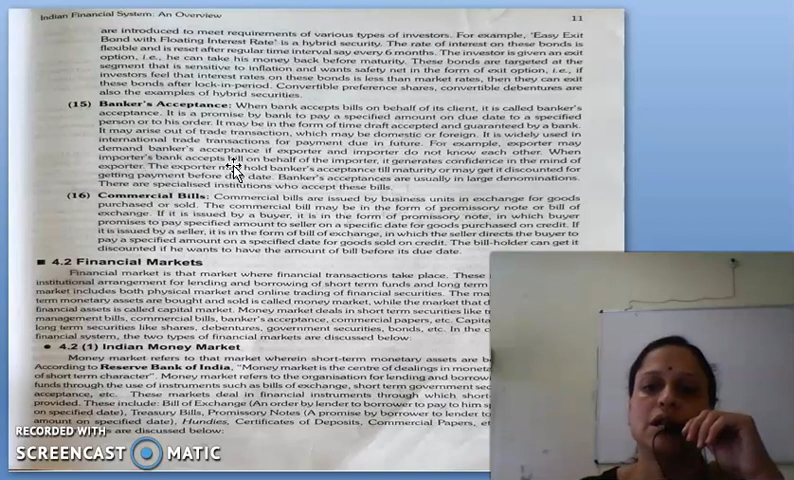 Indian Financial System: An Overview 11
are introduced to meet requirements of various types of investors. For example, 'Easy Exit
Bond with Floating Interest Rate' is a hybrid security. The rate of interest on these bonds is
flexible and is reset after regular time interval say every 6 months. The investor is given an exit
option, i.e., he can take his money back before maturity. These bonds are targeted at the
segment that is sensitive to inflation and wants safety net in the form of exit option, i.e., if
investors feel that interest rates on these bonds is less than market rates, then they can exit
these bonds after lock-in-period. Convertible preference shares, convertible debentures are
also the examples of hybrid securities.
(15) Banker's Acceptance: When bank accepts bills on behalf of its client, it is called banker's
acceptance. It is a promise by bank to pay a specified amount on due date to a specified
person or to his order. It may be in the form of time draft accepted and guaranteed by a bank.
It may arise out of trade transaction, which may be domestic or foreign. It is widely used in
international trade transactions for payment due in future. For example, exporter may
demand banker's acceptance if exporter and importer do not know each other. When
importer's bank accepts bill on behalf of the importer, it generates confidence in the mind of
exporter. The exporter may hold banker's acceptance till maturity or may get it discounted for
getting payment before due date. Banker's acceptances are usually in large denominations.
There are specialised institutions who accept these bills.
(16) Commercial Bills: Commercial bills are issued by business units in exchange for goods
purchased or sold. The commercial bill may be in the form of promissory note or bill of
exchange. If it is issued by a buyer, it is in the form of promissory note, in which buyer
promises to pay specified amount to seller on a specific date for goods purchased on credit. If
it is issued by a seller, it is in the form of bill of exchange, in which the seller directs the buyer to
pay a specified amount on a specified date for goods sold on credit. The bill-holder can get it
discounted if he wants to have the amount of bill before its due date.
■ 4.2 Financial Markets
Financial market is that market where financial transactions take place. These
institutional arrangement for lending and borrowing of short term funds and long term
market includes both physical market and online trading of financial securities. The
term monetary assets are bought and sold is called money market, while the market that
financial assets is called capital market. Money market deals in short term securities like
management bills, commercial bills, banker's acceptance, commercial papers, etc.
long term securities like shares, debentures, government securities, bonds, etc. In the
financial system, the two types of financial markets are discussed below:
● 4.2 (1) Indian Money Market
Money market refers to that market wherein short-term monetary assets are
According to Reserve Bank of India, "Money market is the centre of dealings in
of short term character". Money market refers to the organisation for lending and
funds through the use of instruments such as bills of exchange, short term government
acceptance, etc. These markets deal in financial instruments through which
provided. These include: Bill of Exchange (An order by lender to borrower to pay to him
on specified date), Treasury Bills, Promissory Notes (A promise by borrower to lender to
amount on specified date), Hundies, Certificates of Deposits, Commercial Papers,
are discussed below:
RECORDED WITH
SCREENCAST MATIC